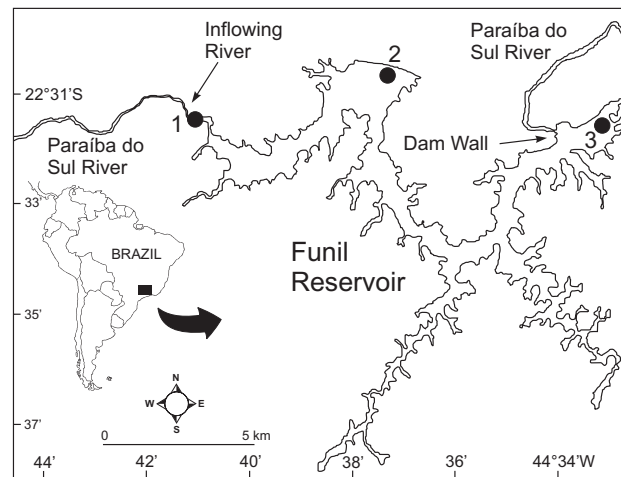 Inflowing
River
2
Paraíba do
Sul River
22°31'S
1
Paraíba do
Sul River
Dam Wall
3
33'
BRAZIL
Funil
Reservoir
35'
N
W
E
S
37'
0
5 km
44'
42'
40'
38'
36'
44°34'W